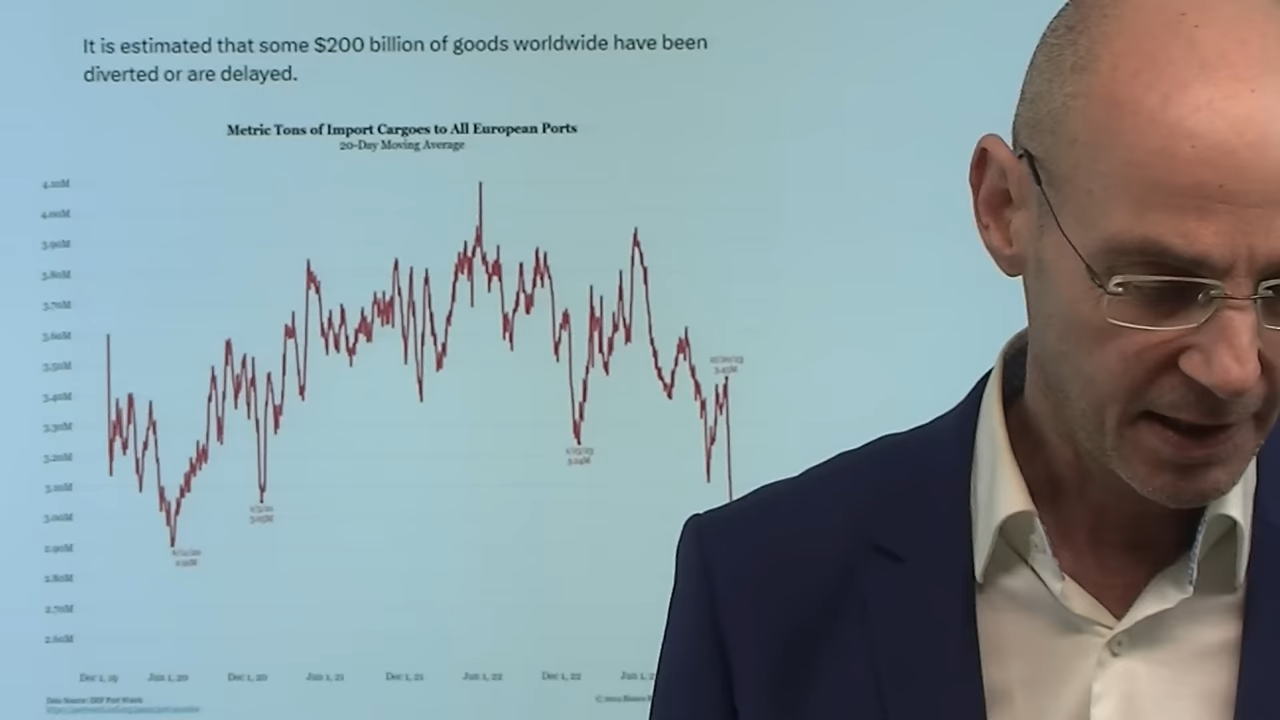 It is estimated that some $200 billion of goods worldwide have been
diverted or are delayed.
Metric Tons of Import Cargoes to All European Ports
20-Day Moving Average
4.10M
4.00M
3.90M
3.80M
3.70M
3.60M
3.50M
3.40M
3.30M
3.20M
3.10M
3.00M
2.90M
2.80M
2.70M
2.60M
Dec 1, 19
Jun 1, 20
Dec 1, 20
Jun 1, 21
Dec 1, 21
Jun 1, 22
Dec 1, 22
Jun 1, 2
Data Source: IMF Port Watch